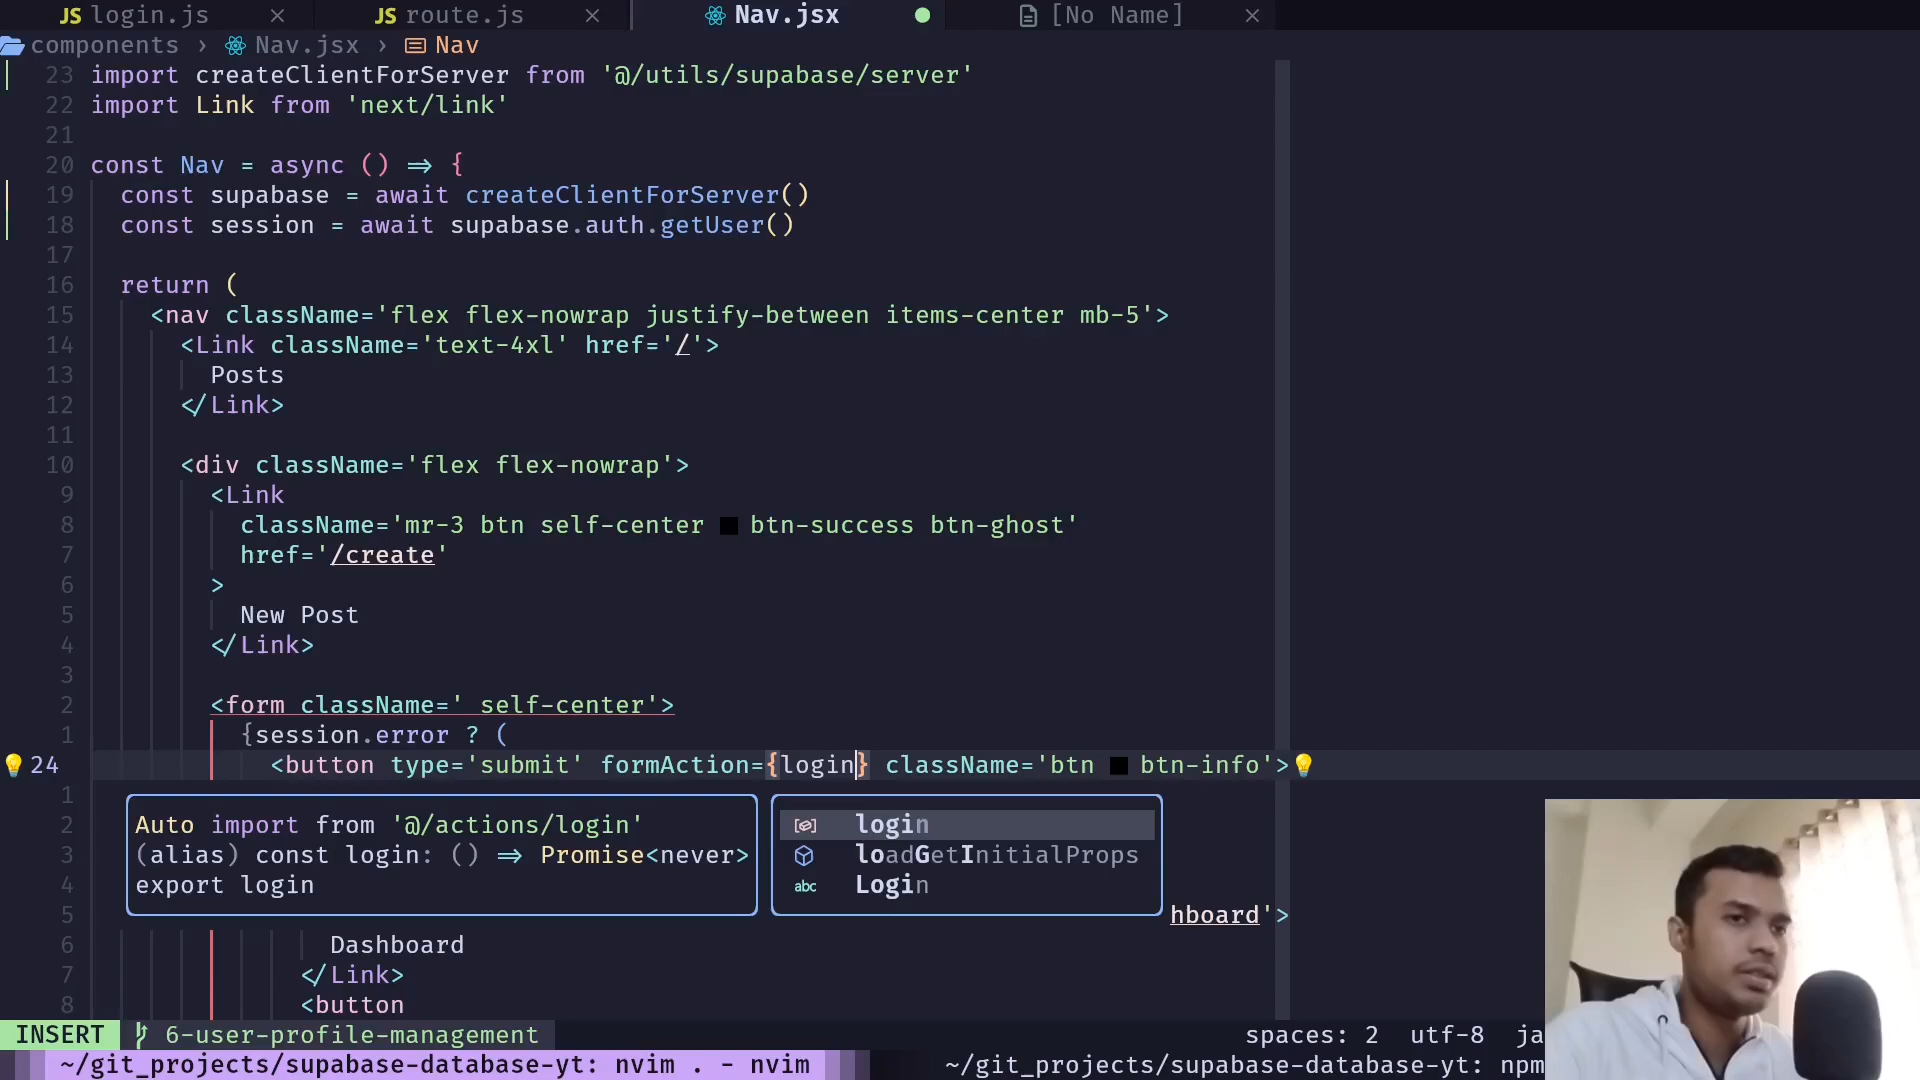 JS login.js × JS route.js × Nav.jsx [No Name] ×
components › Nav.jsx › Nav
23 import createClientForServer from '@/utils/supabase/server'
22 import Link from 'next/link'
21
20 const Nav = async () => {
19 const supabase = await createClientForServer()
18 const session = await supabase.auth.getUser()
17
16 return (
15 <nav className='flex flex-nowrap justify-between items-center mb-5'>
14 <Link className='text-4xl' href='/'>
13 Posts
12 </Link>
11
10 <div className='flex flex-nowrap'>
9 <Link
8 className='mr-3 btn self-center btn-success btn-ghost'
7 href='/create'
6 >
5 New Post
4 </Link>
3
2 <form className=' self-center'>
1 {session.error ? (
24 <button type='submit' formAction={login} className='btn btn-info'>
1
2 Auto import from '@/actions/login' login
3 (alias) const login: () => Promise<never> loadGetInitialProps
4 export login abc Login
5 hboard'>
6 Dashboard
7 </Link>
8 <button
INSERT 6-user-profile-management spaces: 2 utf-8 ja
~/git_projects/supabase-database-yt: nvim . - nvim ~/git_projects/supabase-database-yt: npm